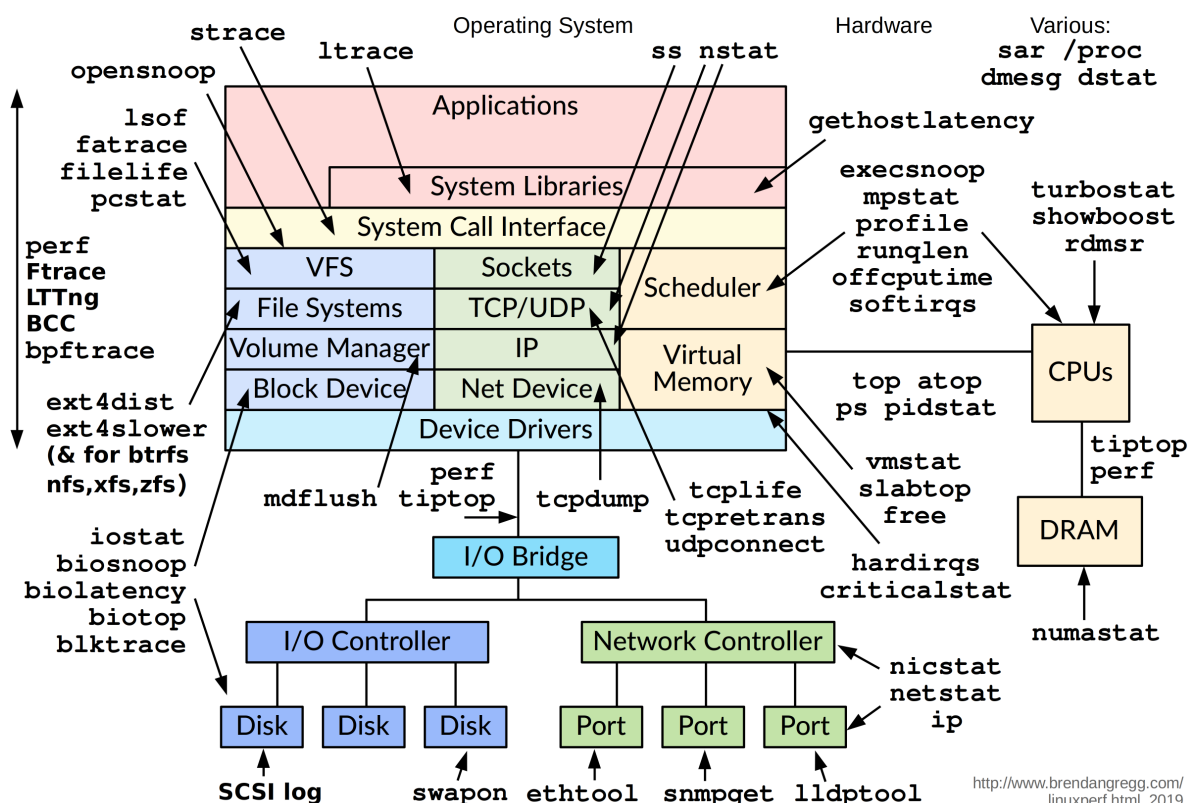 Operating System
Hardware
Various:
sar /proc
dmesg dstat
strace
ltrace
ss nstat
opensnoop
lsof
fatrace
filelife
pcstat
gethostlatency
execsnoop
mpstat
profile
runqlen
offcputime
softirqs
turbostat
showboost
rdmsr
perf
Ftrace
LTTng
BCC
bpftrace
Applications
System Libraries
System Call Interface
VFS
Sockets
Scheduler
File Systems
TCP/UDP
Volume Manager
IP
Virtual
Memory
Block Device
Net Device
Device Drivers
CPUs
top atop
ps pidstat
tiptop
perf
DRAM
numastat
ext4dist
ext4slower
(& for btrfs
nfs,xfs,zfs)
mdflush
perf
tiptop
tcpdump
tcplife
tcpretrans
udpconnect
vmstat
slabtop
free
hardirqs
criticalstat
iostat
biosnoop
biolatency
biotop
blktrace
I/O Bridge
I/O Controller
Network Controller
nicstat
netstat
ip
Disk
Disk
Disk
Port
Port
Port
SCSI log
swapon
ethtool
snmpget
lldptool
http://www.brendangregg.com/
linuxperf.html, 2019